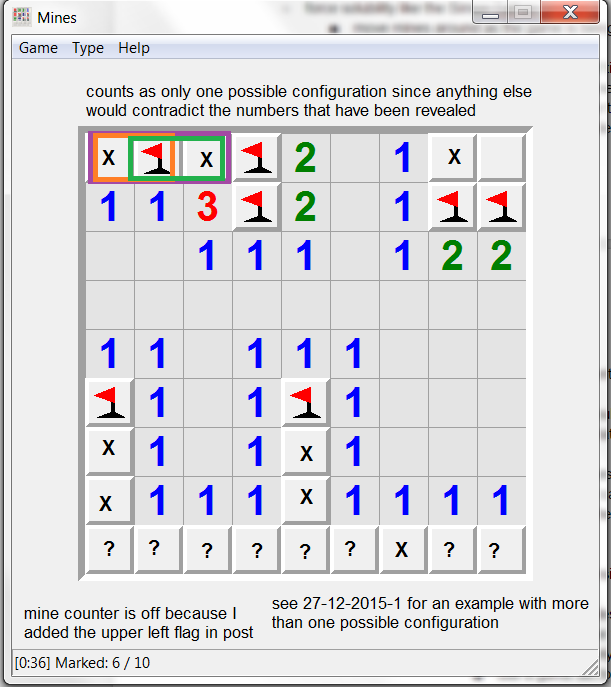 Mines
Game Type Help
counts as only one possible configuration since anything else
would contradict the numbers that have been revealed
X X 2 1 X
1 1 3 2 1
1 1 1 1 2 2
1 1 1 1 1
1 1 1
X 1 1 X 1
X 1 1 1 X 1 1 1 1
? ? ? ? ? ? X ? ?
mine counter is off because I
added the upper left flag in post
see 27-12-2015-1 for an example with more
than one possible configuration
[0:36] Marked: 6 / 10